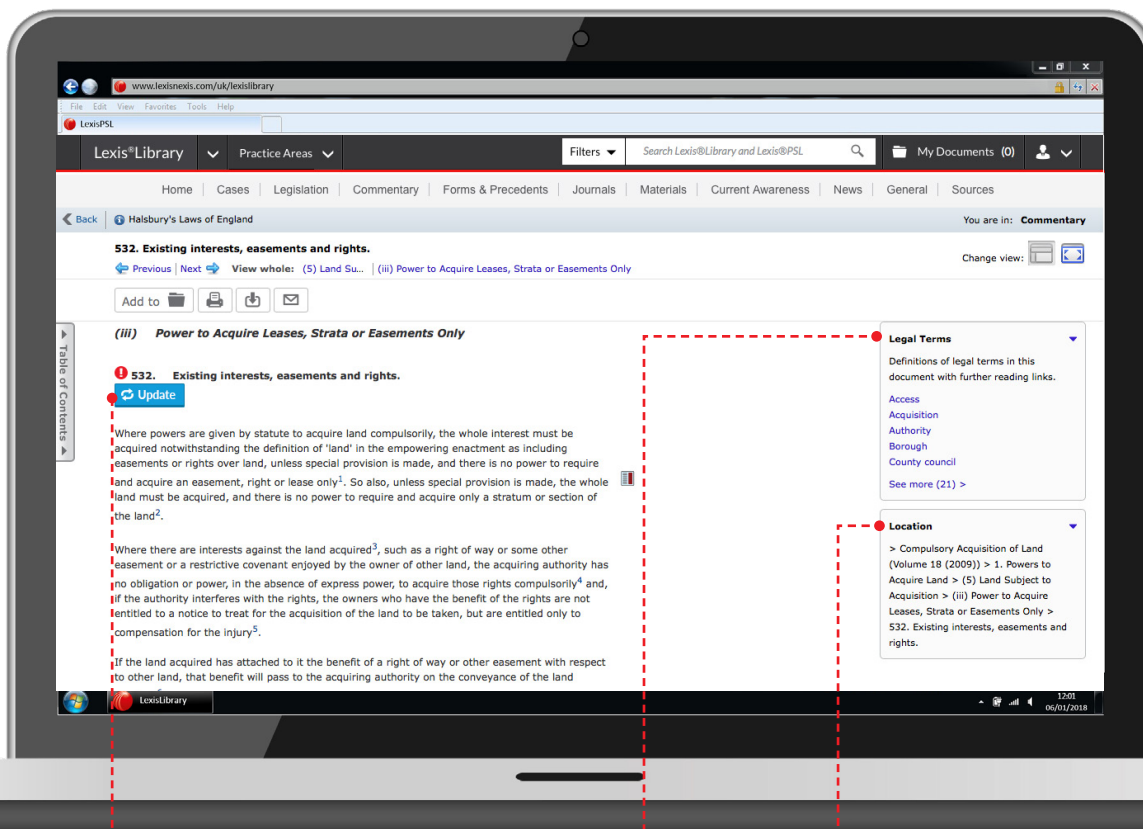 www.lexisnexis.com/uk/lexislibrary
File Edit View Favorites Tools Help
LexisPSL
Lexis®Library Practice Areas Filters Search Lexis®Library and Lexis®PSL My Documents (0)
Home Cases Legislation Commentary Forms & Precedents Journals Materials Current Awareness News General Sources
Back Halsbury's Laws of England You are in: Commentary
532. Existing interests, easements and rights.
Change view:
Previous | Next View whole: (5) Land Su... | (iii) Power to Acquire Leases, Strata or Easements Only
Add to
Table of Contents
(iii) Power to Acquire Leases, Strata or Easements Only
532. Existing interests, easements and rights.
Update
Where powers are given by statute to acquire land compulsorily, the whole interest must be
acquired notwithstanding the definition of 'land' in the empowering enactment as including
easements or rights over land, unless special provision is made, and there is no power to require
and acquire an easement, right or lease only1. So also, unless special provision is made, the whole
land must be acquired, and there is no power to require and acquire only a stratum or section of
the land2.
Where there are interests against the land acquired3, such as a right of way or some other
easement or a restrictive covenant enjoyed by the owner of other land, the acquiring authority has
no obligation or power, in the absence of express power, to acquire those rights compulsorily4 and,
if the authority interferes with the rights, the owners who have the benefit of the rights are not
entitled to a notice to treat for the acquisition of the land to be taken, but are entitled only to
compensation for the injury5.
If the land acquired has attached to it the benefit of a right of way or other easement with respect
to other land, that benefit will pass to the acquiring authority on the conveyance of the land
Legal Terms
Definitions of legal terms in this
document with further reading links.
Access
Acquisition
Authority
Borough
County council
See more (21) >
Location
> Compulsory Acquisition of Land
(Volume 18 (2009)) > 1. Powers to
Acquire Land > (5) Land Subject to
Acquisition > (iii) Power to Acquire
Leases, Strata or Easements Only >
532. Existing interests, easements and
rights.
LexisLibrary
12:01
06/01/2018